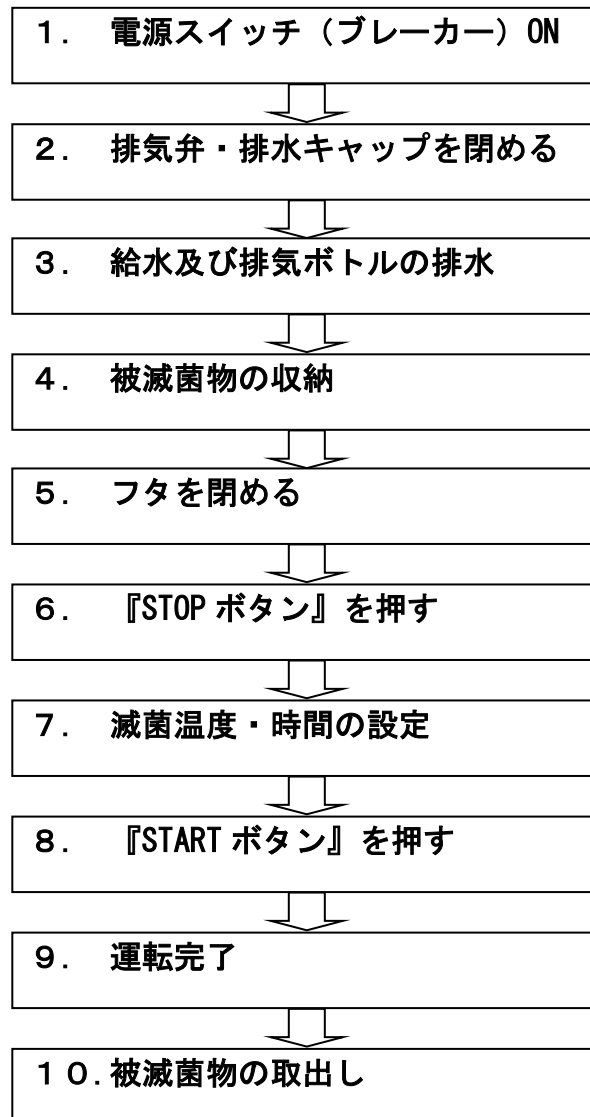 １．　電源スイッチ（ブレーカー）ON
２．　排気弁・排水キャップを閉める
３．　給水及び排気ボトルの排水
４．　被滅菌物の収納
５．　フタを閉める
６．　『STOP ボタン』を押す
７．　滅菌温度・時間の設定
８．　『START ボタン』を押す
９．　運転完了
１０．被滅菌物の取出し